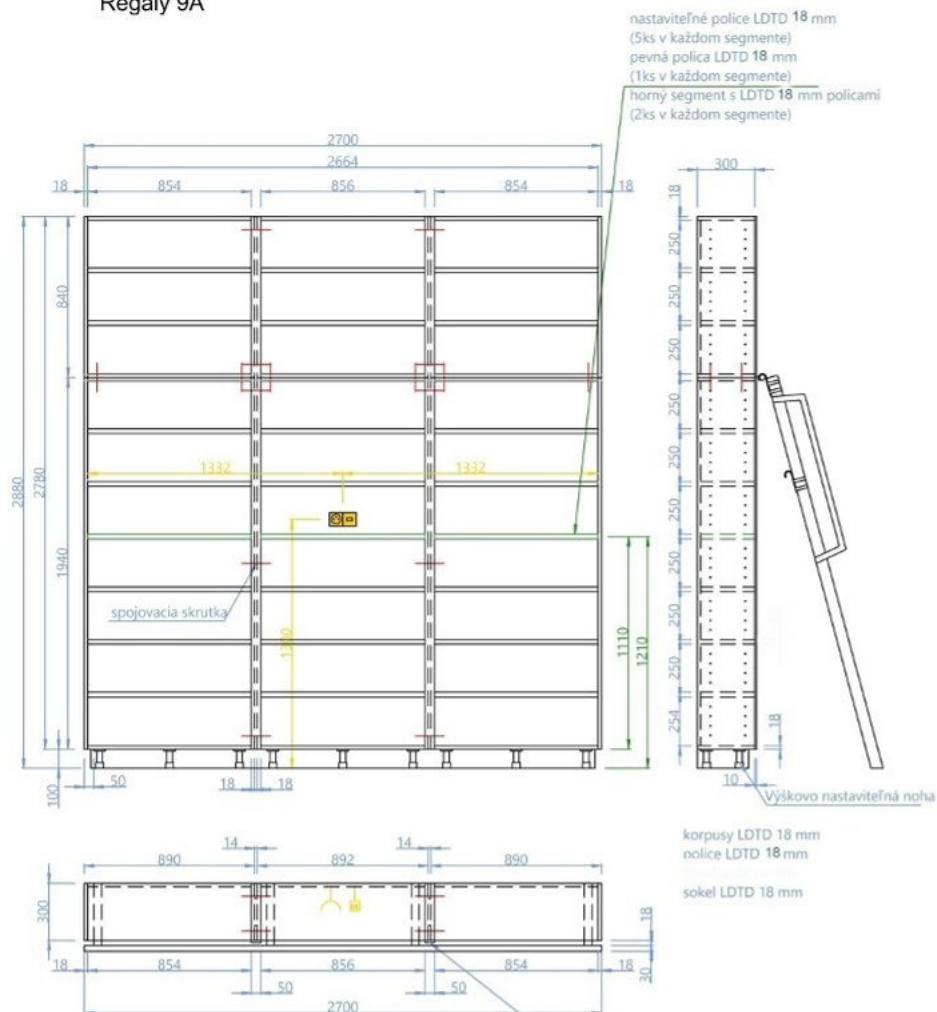 Regály 9A
nastaviteľné police LDTD 18 mm
(5ks v každom segmente)
pevná polica LDTD 18 mm
(1ks v každom segmente)
horný segment s LDTD 18 mm policami
(2ks v každom segmente)
2700
2664
18 854 856 854 18
300
18
250
250
250
250
250
250
250
250
250
254
18
10
840
1940
2780
2880
100
1332 1332
1300
1110
1210
spojovacia skrutka
50
18 18
Výškovo nastaviteľná noha
korpusy LDTD 18 mm
police LDTD 18 mm
sokel LDTD 18 mm
14 14
890 892 890
300
18
30
18 854 856 854 18
50 50
2700